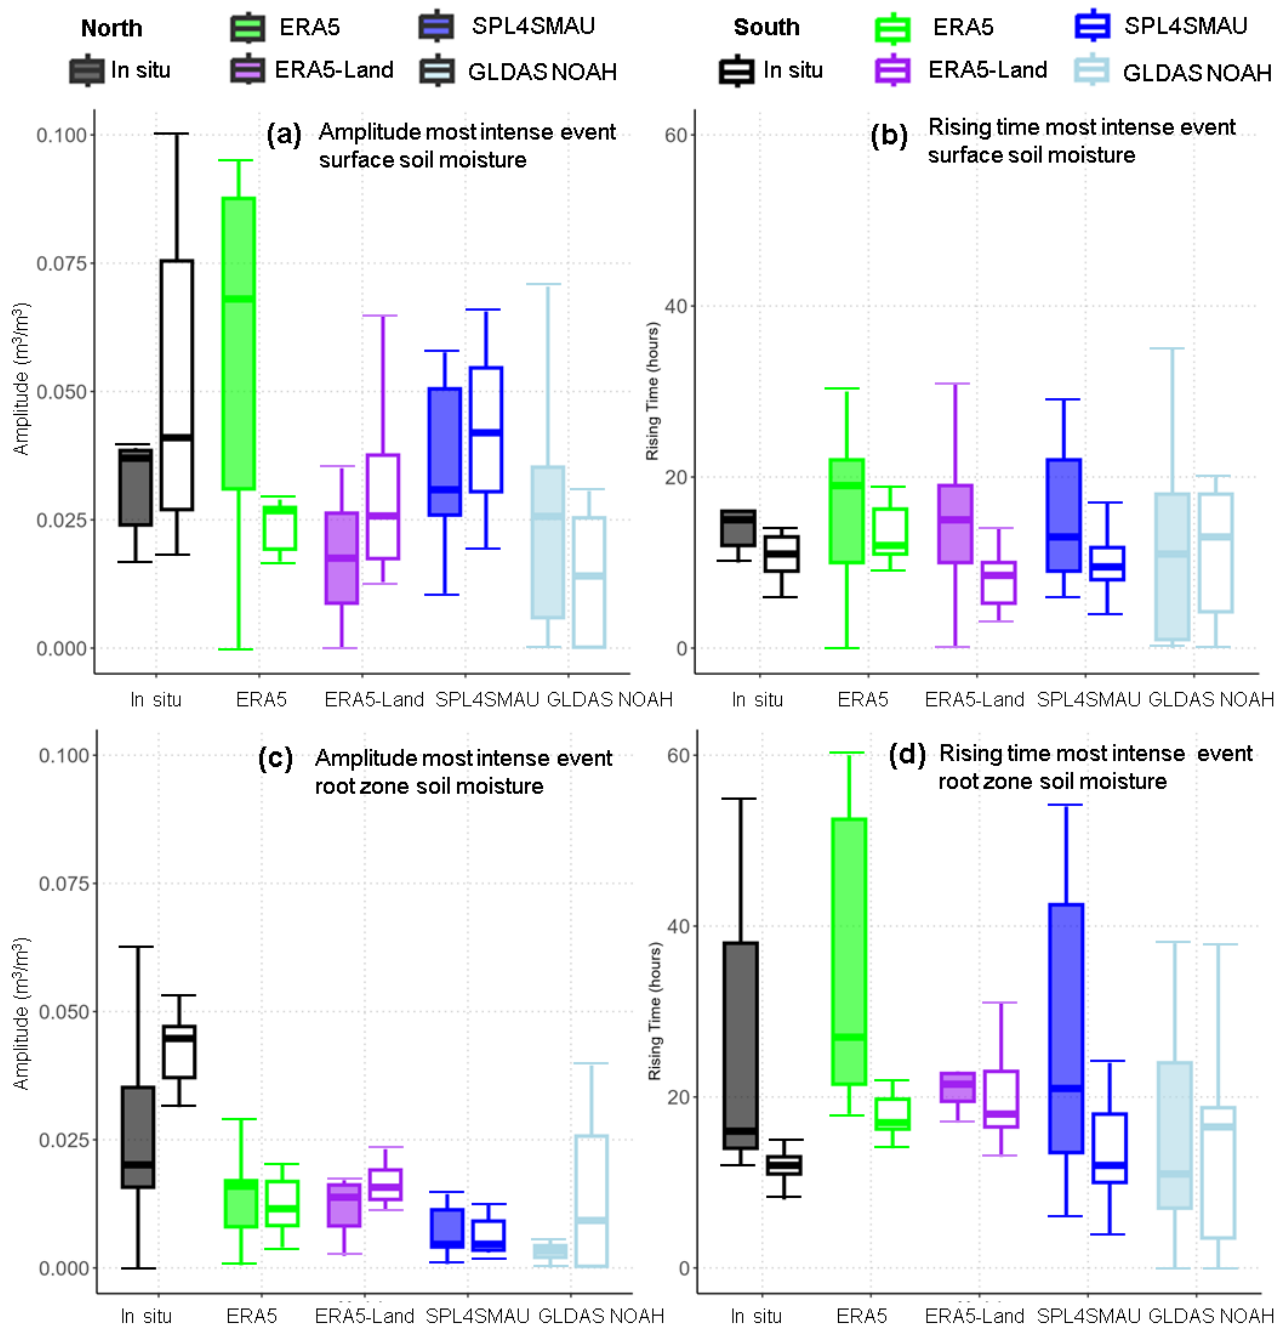 North
ERA5
SPL4SMAU
In situ
ERA5-Land
GLDAS NOAH
South
ERA5
SPL4SMAU
In situ
ERA5-Land
GLDAS NOAH
(a) Amplitude most intense event
surface soil moisture
Amplitude (m³/m³)
0.100
0.075
0.050
0.025
0.000
In situ ERA5 ERA5-Land SPL4SMAU GLDAS NOAH
(b) Rising time most intense event
surface soil moisture
Rising Time (hours)
60
40
20
0
In situ ERA5 ERA5-Land SPL4SMAU GLDAS NOAH
(c) Amplitude most intense event
root zone soil moisture
Amplitude (m³/m³)
0.100
0.075
0.050
0.025
0.000
In situ ERA5 ERA5-Land SPL4SMAU GLDAS NOAH
(d) Rising time most intense event
root zone soil moisture
Rising Time (hours)
60
40
20
0
In situ ERA5 ERA5-Land SPL4SMAU GLDAS NOAH